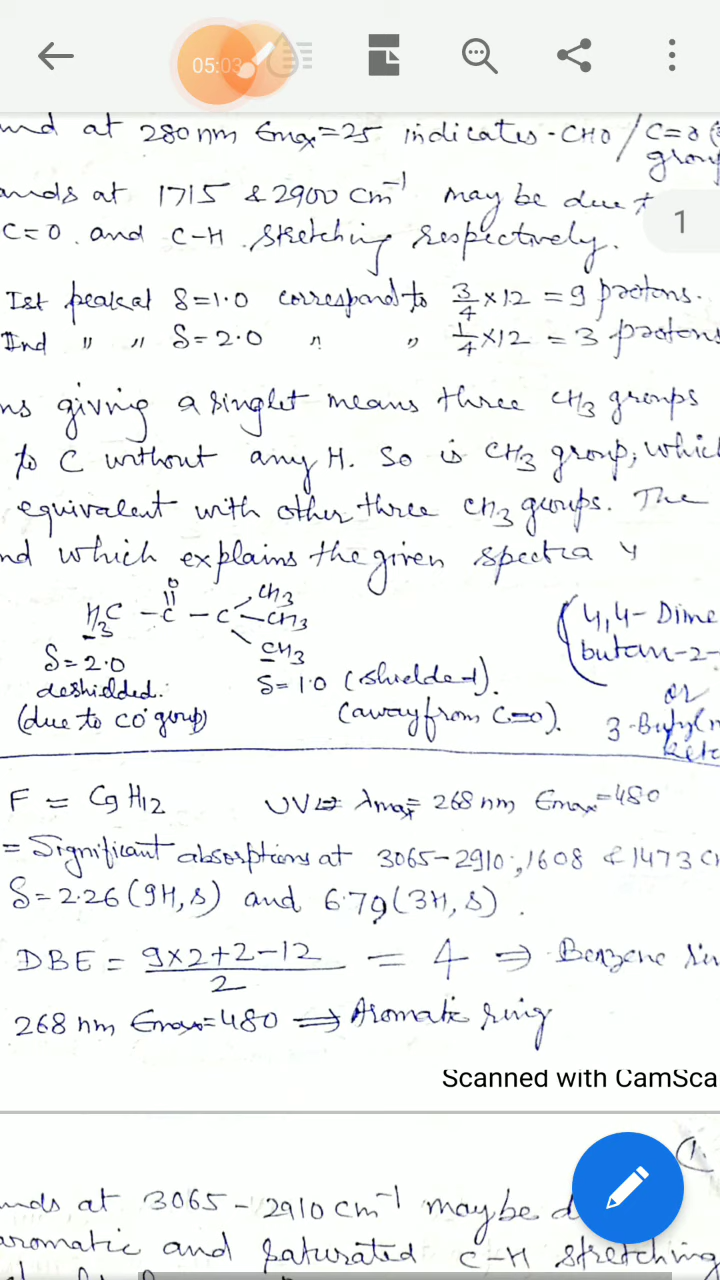 05:03
und at 280nm Emax=25 indicates -CHO / C=O
group
ands at 1715 & 2900 Cm⁻¹ may be due t
1
C=O. and C-H. stretching respectively.
Ist peak at δ=1.0 correspond to 3/4 ×12 = 9 protons.
IInd " " δ=2.0 " " 1/4 ×12 = 3 protons
ns giving a singlet means three CH3 groups
to C without any H. So is CH3 group, which
equivalent with other three CH3 groups. The
nd which explains the given spectra
H3C - C - C - CH3
O
CH3
CH3
δ=2.0
deshielded.
(due to CO group)
δ=1.0 (shielded).
(away from C=O).
4,4-Dime
butan-2-
or
3-Butyl
F = C9H12 UV λmax= 268 nm Emax=480
= Significant absorptions at 3065-2910, 1608 & 1473 C
δ=2.26 (9H,s) and 6.79 (3H,s).
DBE = 9×2+2-12 / 2 = 4 ⇒ Benzene
268 nm Emax=480 ⇒ Aromatic ring
Scanned with CamSca
1
nds at 3065-2910 cm⁻¹ may be d
aromatic and saturated C-H stretching